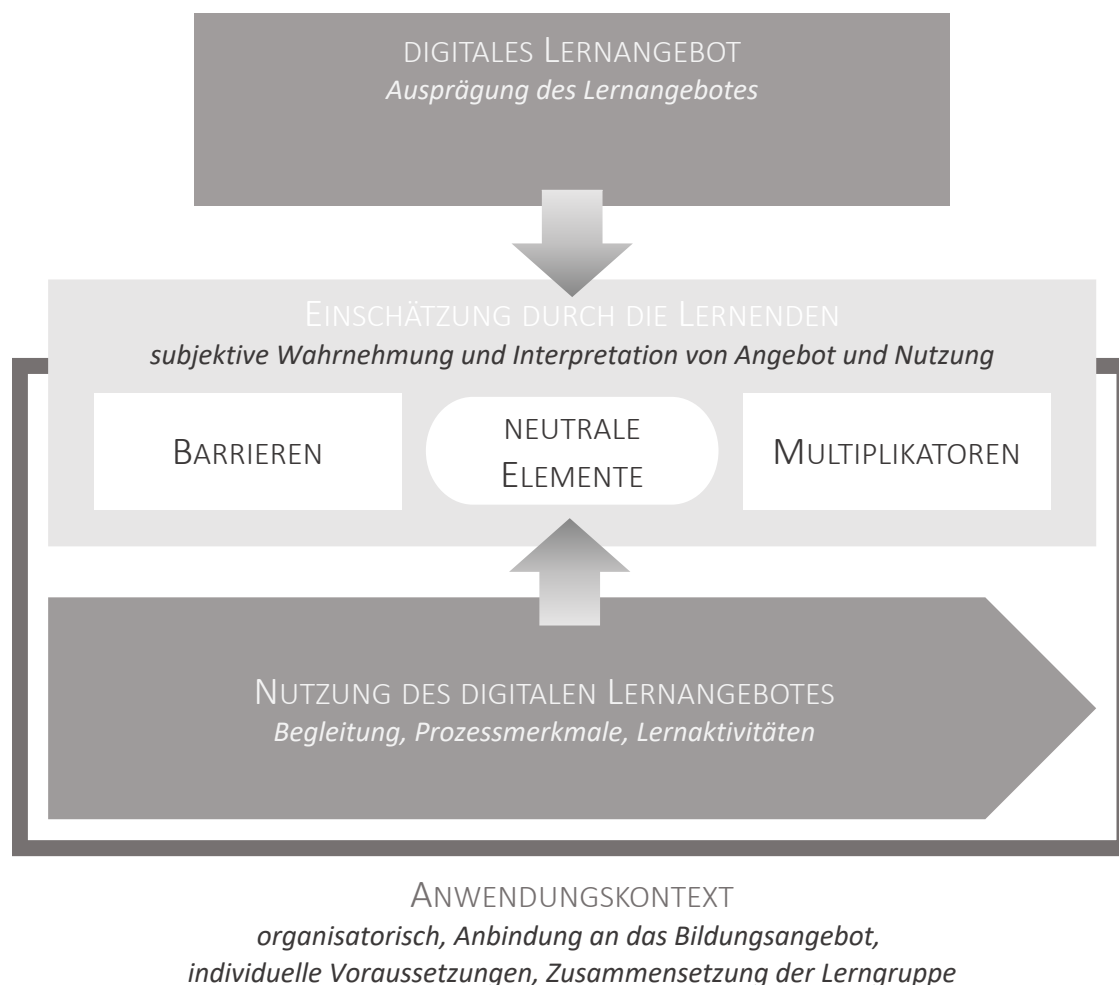 DIGITALES LERNANGEBOT
Ausprägung des Lernangebotes
EINSCHÄTZUNG DURCH DIE LERNENDEN
subjektive Wahrnehmung und Interpretation von Angebot und Nutzung
BARRIEREN
NEUTRALE
ELEMENTE
MULTIPLIKATOREN
NUTZUNG DES DIGITALEN LERNANGEBOTES
Begleitung, Prozessmerkmale, Lernaktivitäten
ANWENDUNGSKONTEXT
organisatorisch, Anbindung an das Bildungsangebot,
individuelle Voraussetzungen, Zusammensetzung der Lerngruppe